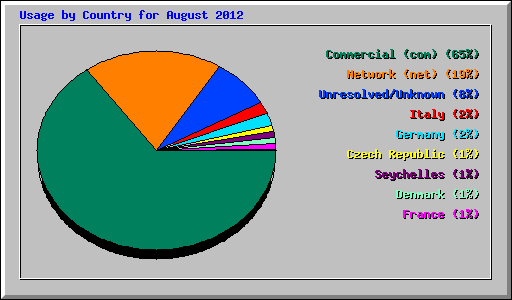 Usage by Country for August 2012
Commercial (com) (65%)
Network (net) (19%)
Unresolved/Unknown (8%)
Italy (2%)
Germany (2%)
Czech Republic (1%)
Seychelles (1%)
Denmark (1%)
France (1%)